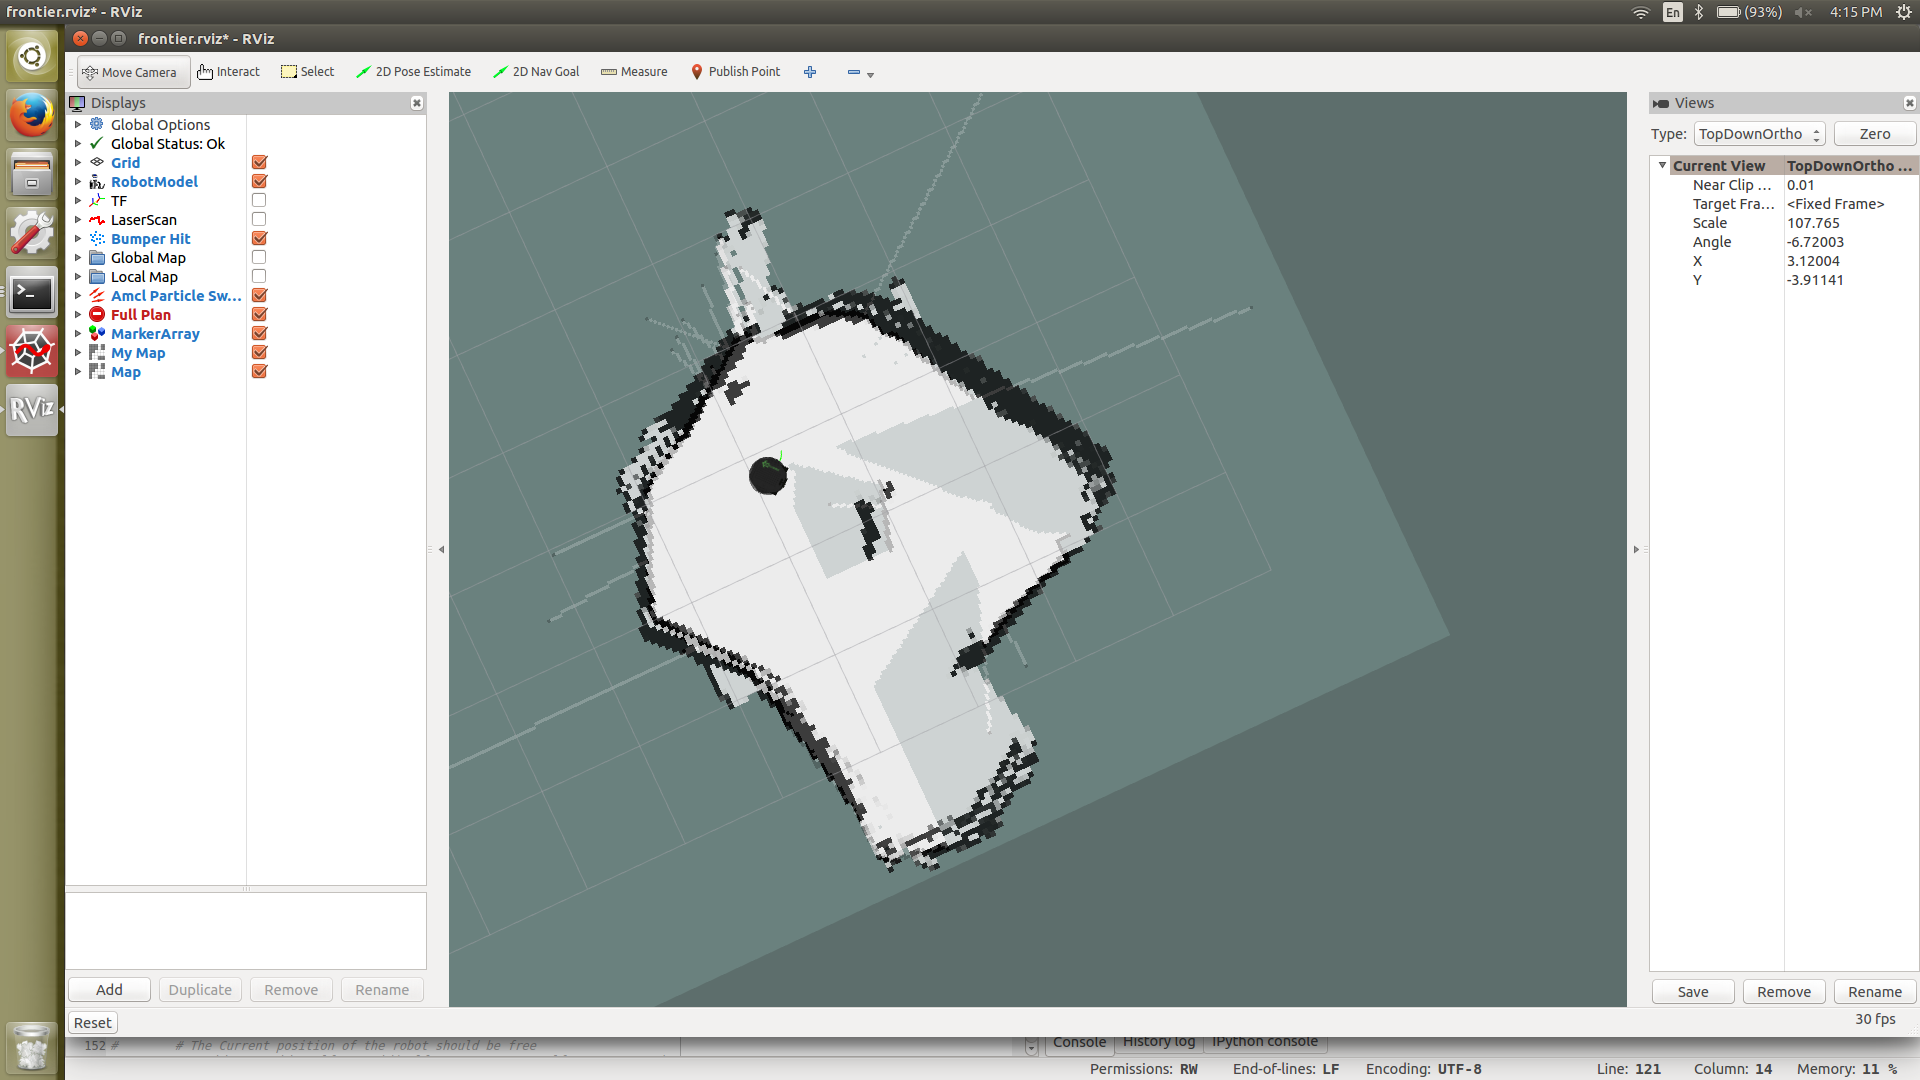 frontier.rviz* - RViz
En
(93%)
4:15 PM
frontier.rviz* - RViz
Move Camera
Interact
Select
2D Pose Estimate
2D Nav Goal
Measure
Publish Point
Displays
Global Options
Global Status: Ok
Grid
RobotModel
TF
LaserScan
Bumper Hit
Global Map
Local Map
Amcl Particle Sw...
Full Plan
MarkerArray
My Map
Map
Add
Duplicate
Remove
Rename
Reset
RViz
Views
Type:
TopDownOrtho
Zero
Current View TopDownOrtho ...
Near Clip ... 0.01
Target Fra... <Fixed Frame>
Scale 107.765
Angle -6.72003
X 3.12004
Y -3.91141
Save
Remove
Rename
30 fps
152 # # The Current position of the robot should be free
Console
History log
IPython console
Permissions: RW
End-of-lines: LF
Encoding: UTF-8
Line: 121
Column: 14
Memory: 11 %